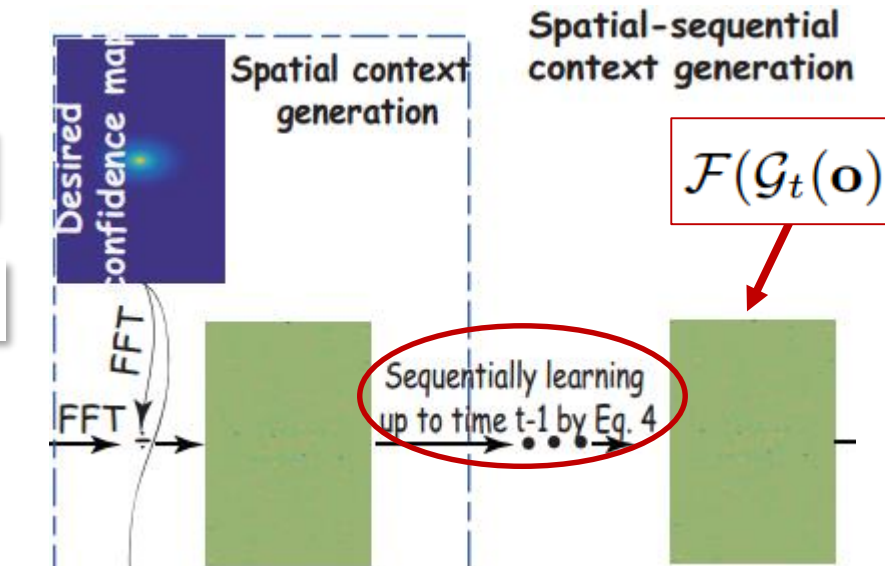 Desired
confidence map
Spatial context
generation
Spatial-sequential
context generation
F(G_t(o)
FFT
FFT
÷
Sequentially learning
up to time t-1 by Eq. 4